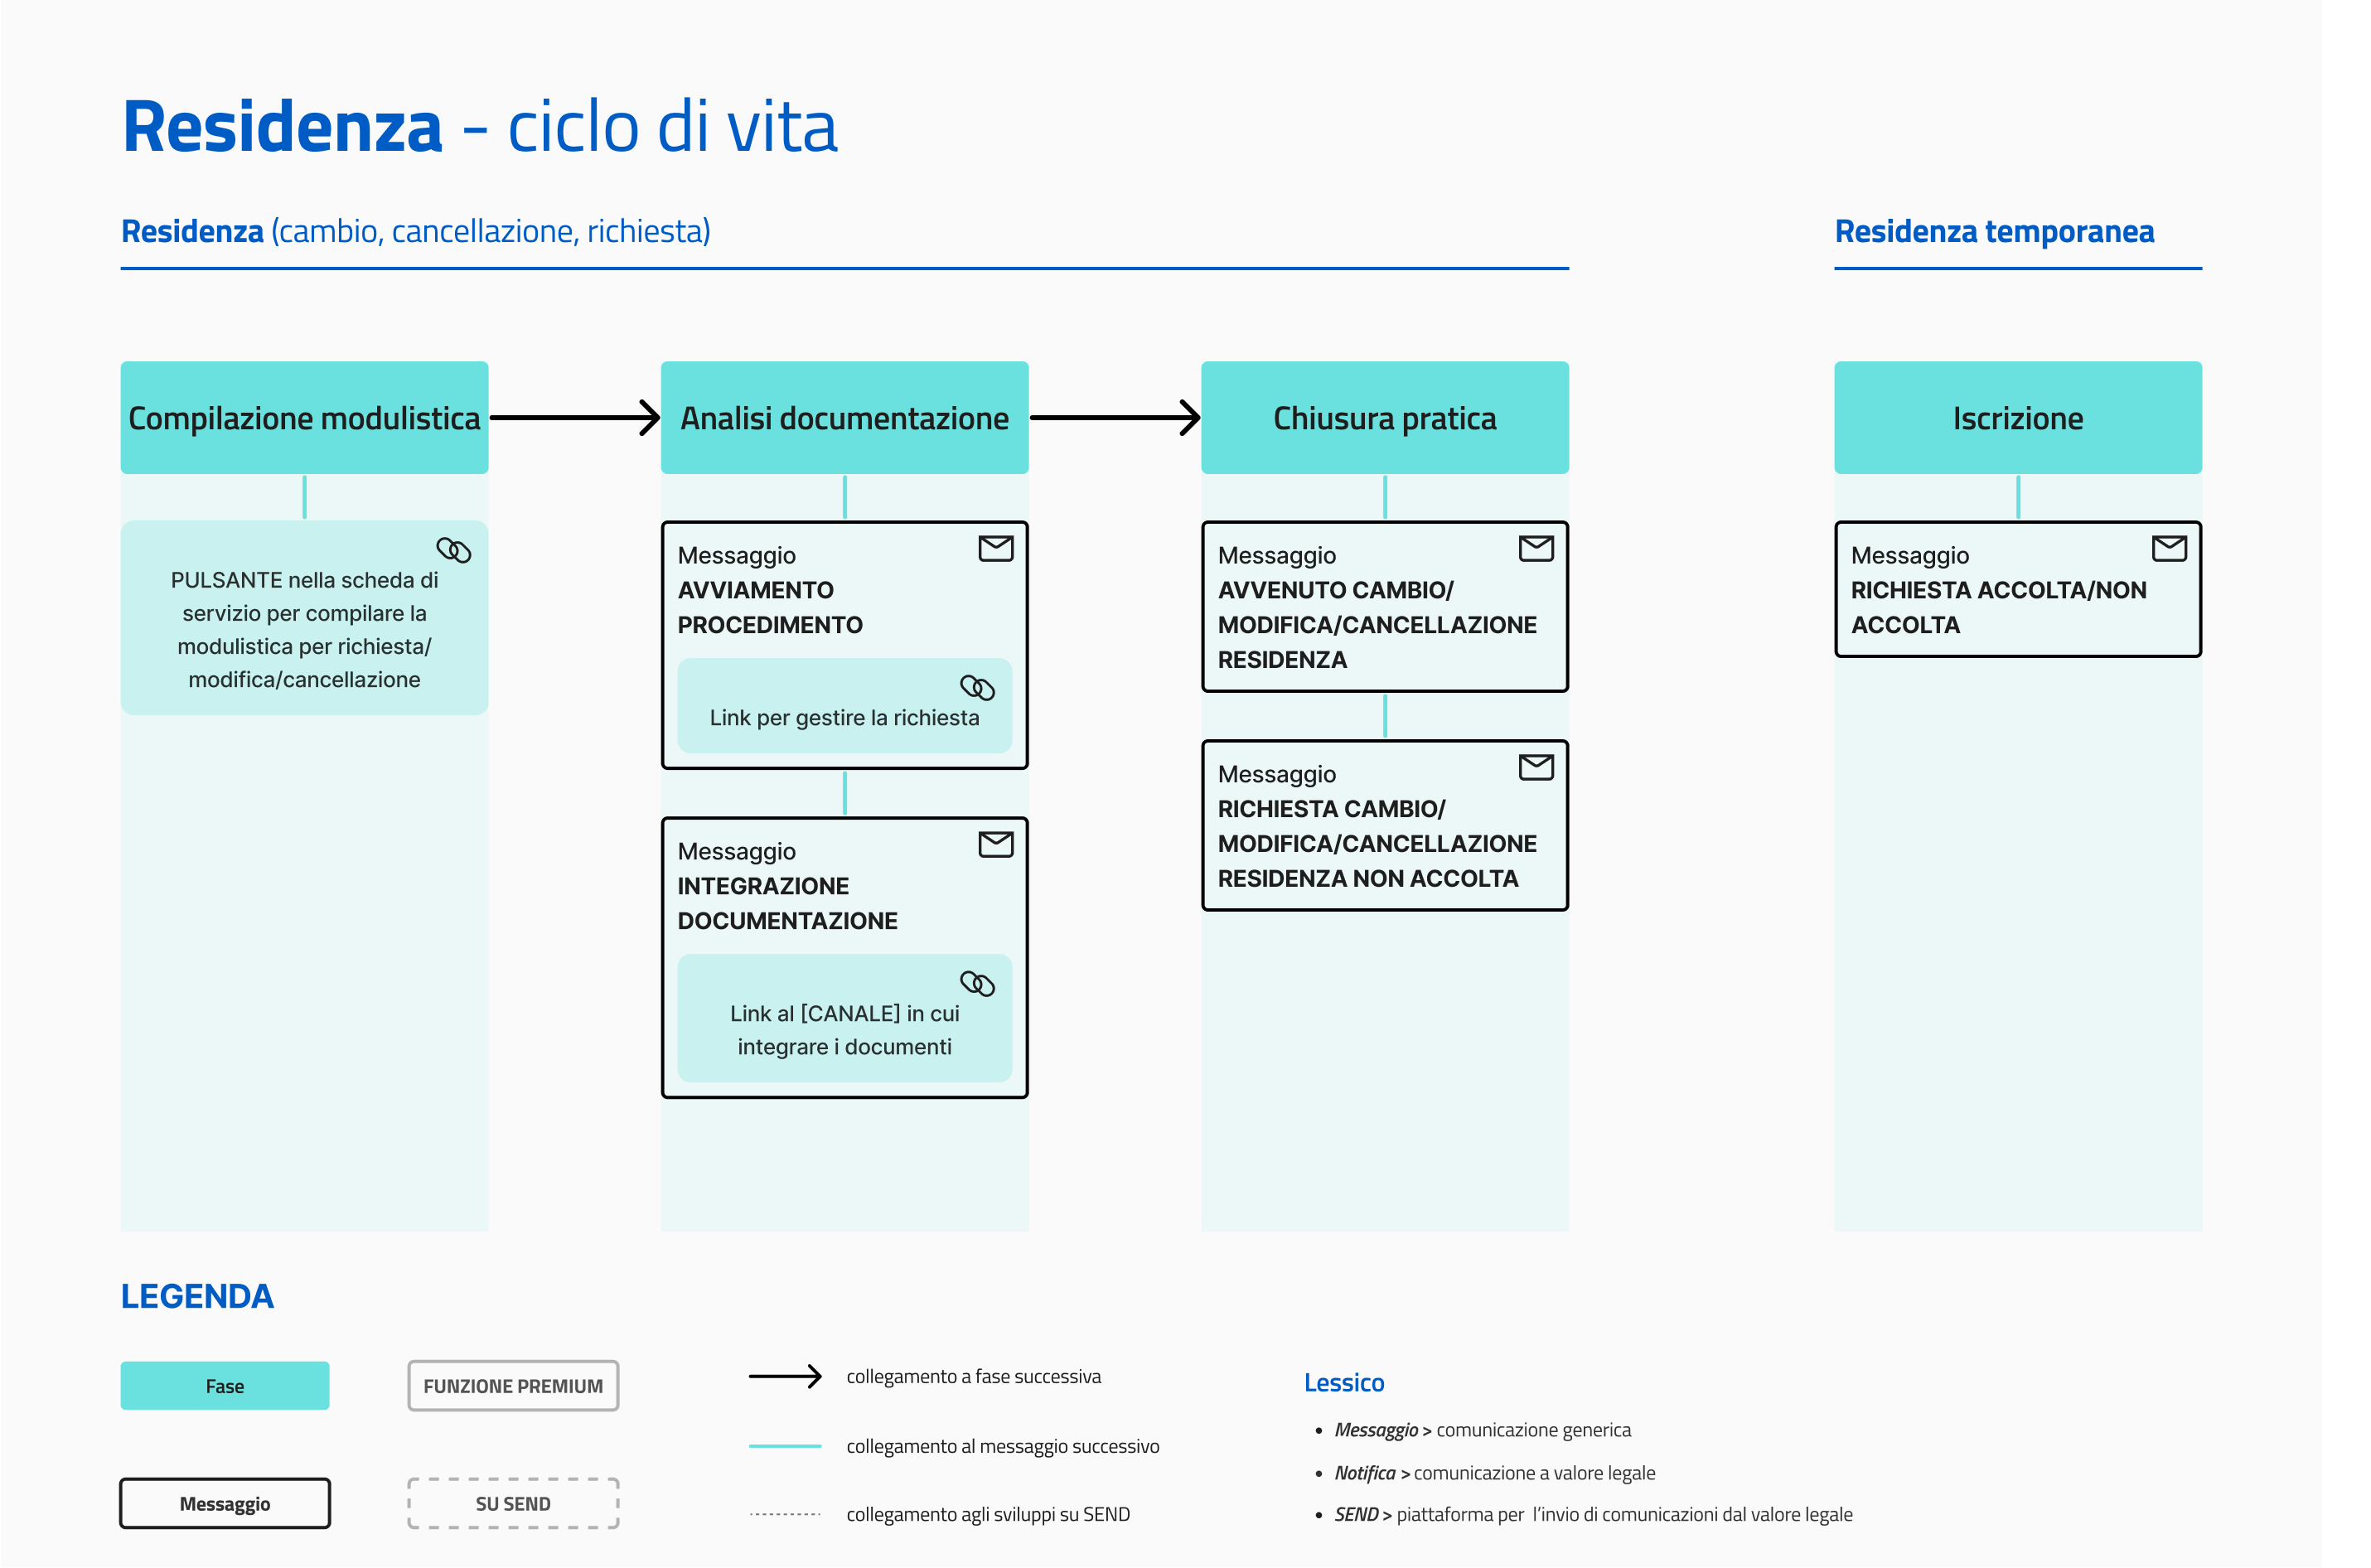 Residenza - ciclo di vita
Residenza (cambio, cancellazione, richiesta)
Residenza temporanea
Compilazione modulistica
Analisi documentazione
Chiusura pratica
Iscrizione
PULSANTE nella scheda di
servizio per compilare la
modulistica per richiesta/
modifica/cancellazione
Messaggio
AVVIAMENTO
PROCEDIMENTO
Link per gestire la richiesta
Messaggio
INTEGRAZIONE
DOCUMENTAZIONE
Link al [CANALE] in cui
integrare i documenti
Messaggio
AVVENUTO CAMBIO/
MODIFICA/CANCELLAZIONE
RESIDENZA
Messaggio
RICHIESTA CAMBIO/
MODIFICA/CANCELLAZIONE
RESIDENZA NON ACCOLTA
Messaggio
RICHIESTA ACCOLTA/NON
ACCOLTA
LEGENDA
Fase
FUNZIONE PREMIUM
Messaggio
SU SEND
collegamento a fase successiva
collegamento al messaggio successivo
collegamento agli sviluppi su SEND
Lessico
• Messaggio > comunicazione generica
• Notifica > comunicazione a valore legale
• SEND > piattaforma per l'invio di comunicazioni dal valore legale